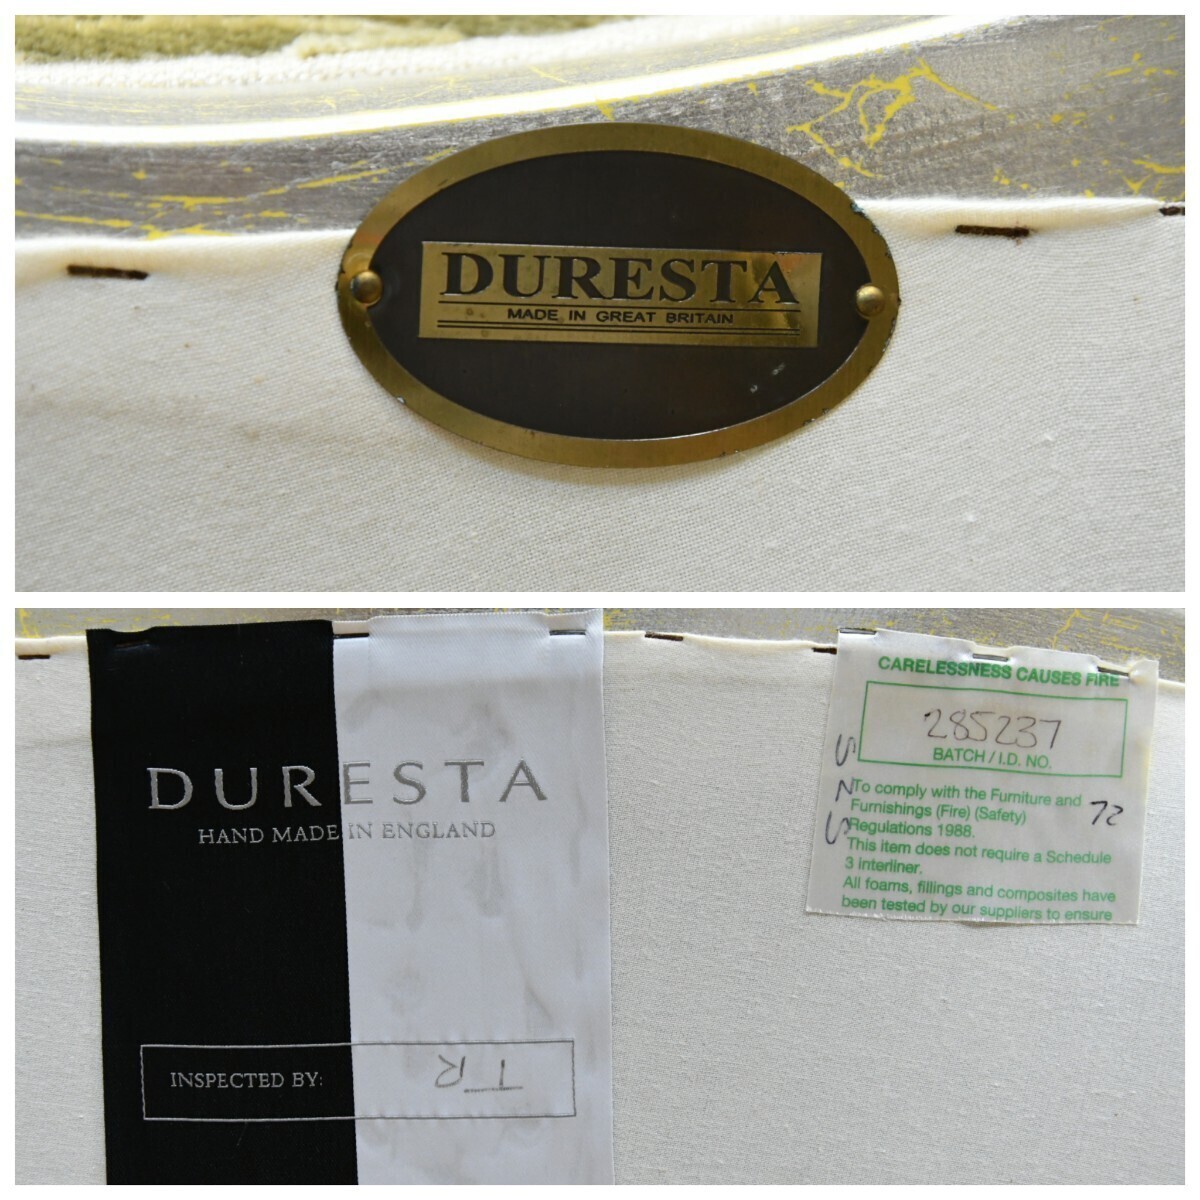 DURESTA
MADE IN GREAT BRITAIN
DURESTA
HAND MADE IN ENGLAND
INSPECTED BY:
TR
CARELESSNESS CAUSES FIRE
285237
BATCH / I.D. NO.
To comply with the Furniture and
Furnishings (Fire) (Safety)
Regulations 1988.
This item does not require a Schedule
3 interliner.
All foams, fillings and composites have
been tested by our suppliers to ensure
72